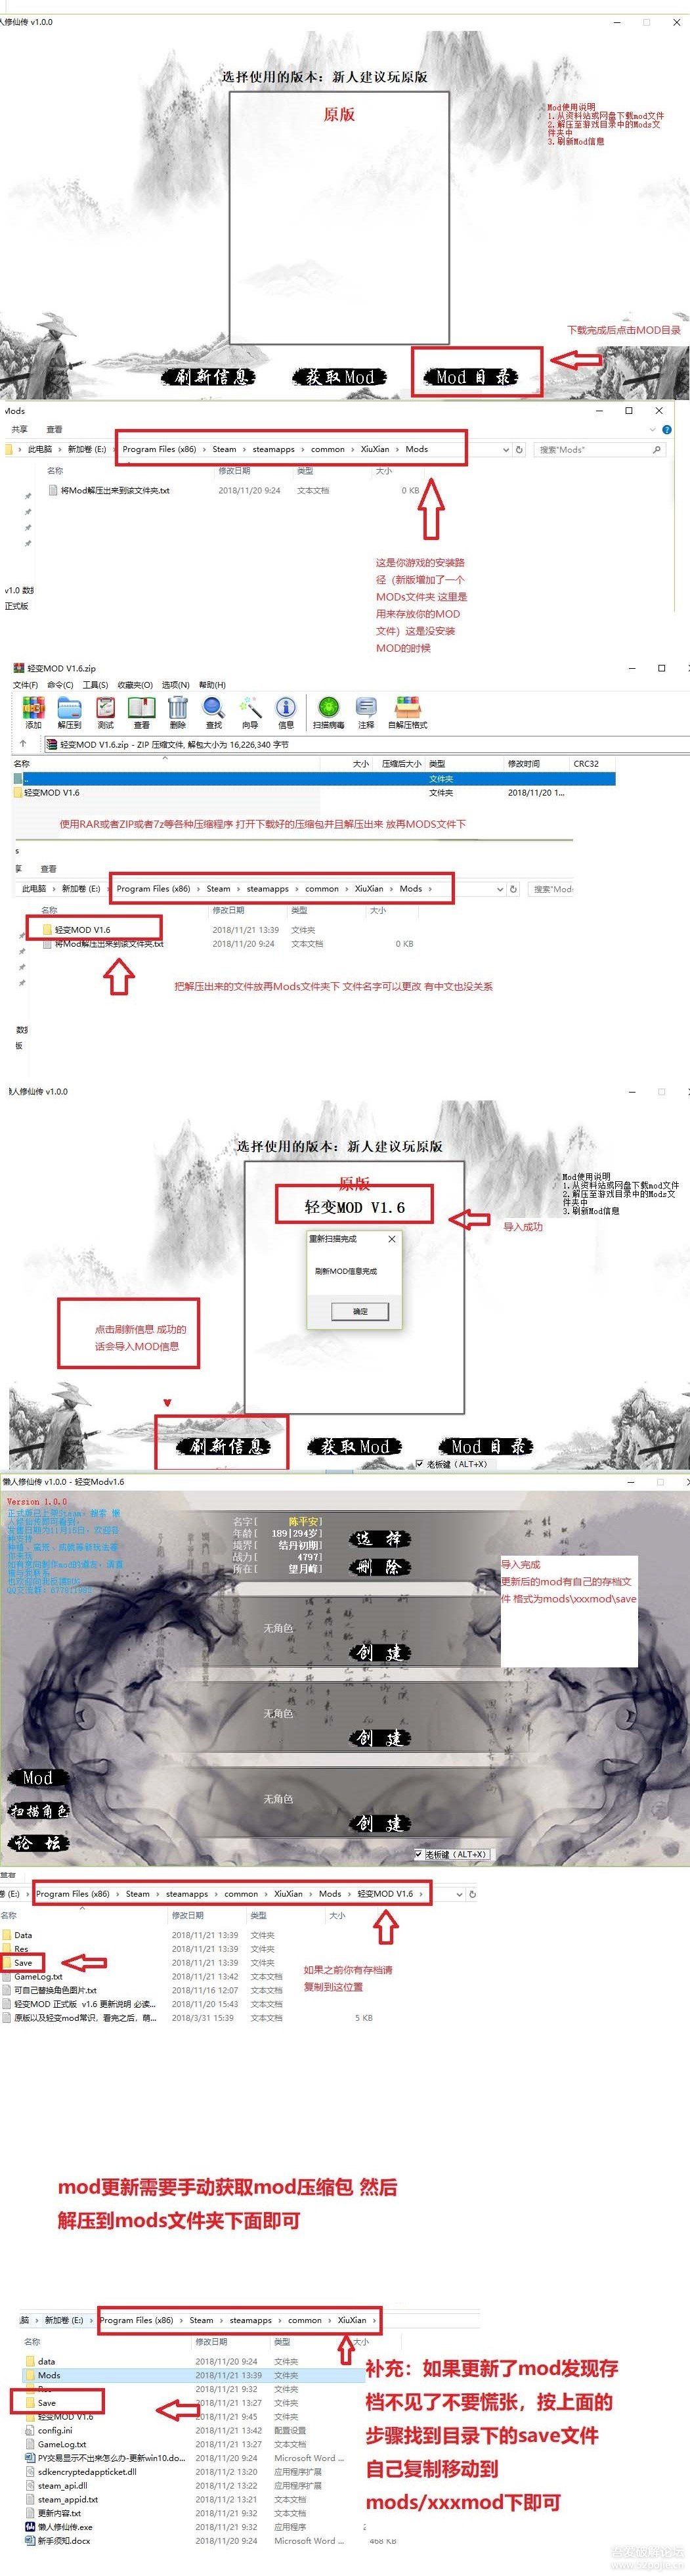 人修仙传 v1.0.0
选择使用的版本：新人建议玩原版
原版
Mod使用说明
1.从资料站或网盘下载mod文件
2.解压至游戏目录中的Mods文
件夹中
3.刷新Mod信息
下载完成后点击MOD目录
刷新信息 获取Mod Mod 目录
Mods
共享 查看
此电脑 › 新加卷 (E:) › Program Files (x86) › Steam › steamapps › common › XiuXian › Mods 搜索"Mods"
名称 修改日期 类型 大小
将Mod解压出来到该文件夹.txt 2018/11/20 9:24 文本文档 0 KB
这是你游戏的安装路
径（新版增加了一个
MODs文件夹 这里是
用来存放你的MOD
文件）这是没安装
MOD的时候
v1.0 数据
正式版
轻变MOD V1.6.zip
文件(F) 命令(C) 工具(S) 收藏夹(O) 选项(N) 帮助(H)
添加 解压到 测试 查看 删除 查找 向导 信息 扫描病毒 注释 自解压格式
轻变MOD V1.6.zip - ZIP 压缩文件, 解包大小为 16,226,340 字节
名称 大小 压缩后大小 类型 修改时间 CRC32
.. 文件夹
轻变MOD V1.6 文件夹 2018/11/20 1...
使用RAR或者ZIP或者7z等各种压缩程序 打开下载好的压缩包并且解压出来 放再MODS文件下
s
享 查看
此电脑 › 新加卷 (E:) › Program Files (x86) › Steam › steamapps › common › XiuXian › Mods › 搜索"Mods
名称 修改日期 类型 大小
轻变MOD V1.6 2018/11/21 13:39 文件夹
将Mod解压出来到该文件夹.txt 2018/11/20 9:24 文本文档 0 KB
把解压出来的文件放再Mods文件夹下 文件名字可以更改 有中文也没关系
数据
板
人修仙传 v1.0.0
选择使用的版本：新人建议玩原版
原版
轻变MOD V1.6
Mod使用说明
1.从资料站或网盘下载mod文件
2.解压至游戏目录中的Mods文
件夹中
3.刷新Mod信息
导入成功
重新扫描完成
刷新MOD信息完成
确定
点击刷新信息 成功的
话会导入MOD信息
刷新信息 获取Mod Mod 目录
老板键（ALT+X）
懒人修仙传 v1.0.0 - 轻变Modv1.6
Version 1.0.0
名字[ 陈平安]
年龄[ 189|294岁]
境界[ 结丹初期]
战力[ 4797]
所在[ 望月峰]
选 择
删 除
导入完成
更新后的mod有自己的存档文
件 格式为mods\xxxmod\save
无角色
创 建
无角色
创 建
无角色
创 建
Mod
扫描角色
论 坛
老板键（ALT+X）
查看
(E:) › Program Files (x86) › Steam › steamapps › common › XiuXian › Mods › 轻变MOD V1.6 ›
名称 修改日期 类型 大小
Data 2018/11/21 13:39 文件夹
Res 2018/11/21 13:39 文件夹
Save 2018/11/21 13:39 文件夹
GameLog.txt 2018/11/21 13:42 文本文档
可自己替换角色图片.txt 2018/11/16 12:07 文本文档
轻变MOD 正式版 v1.6 更新说明 必读... 2018/11/20 15:43 文本文档
原版以及轻变mod常识，看完之后，萌... 2018/3/31 15:39 文本文档 5 KB
如果之前你有存档请
复制到这位置
mod更新需要手动获取mod压缩包 然后
解压到mods文件夹下面即可
脑 › 新加卷 (E:) › Program Files (x86) › Steam › steamapps › common › XiuXian ›
名称 修改日期 类型 大小
data 2018/11/20 9:24 文件夹
Mods 2018/11/21 13:39 文件夹
2018/11/21 9:32 文件夹
Save 2018/11/21 13:27 文件夹
轻变MOD V1.6 2018/11/21 9:45 文件夹
config.ini 2018/11/21 13:42 配置设置
GameLog.txt 2018/11/21 13:27 文本文档
PY交易显示不出来怎么办-更新win10.do... 2018/11/20 9:24 Microsoft Word ...
sdkencryptedappticket.dll 2018/11/2 13:20 应用程序扩展
steam_api.dll 2018/11/2 13:22 应用程序扩展
steam_appid.txt 2018/11/2 13:21 文本文档
更新内容.txt 2018/11/21 9:32 文本文档
懒人修仙传.exe 2018/11/21 9:32 应用程序
新手须知.docx 2018/11/20 9:24 Microsoft Word ... 468 KB
补充：如果更新了mod发现存
档不见了不要慌张，按上面的
步骤找到目录下的save文件
自己复制移动到
mods/xxxmod下即可
吾爱破解论坛
www.52pojie.cn